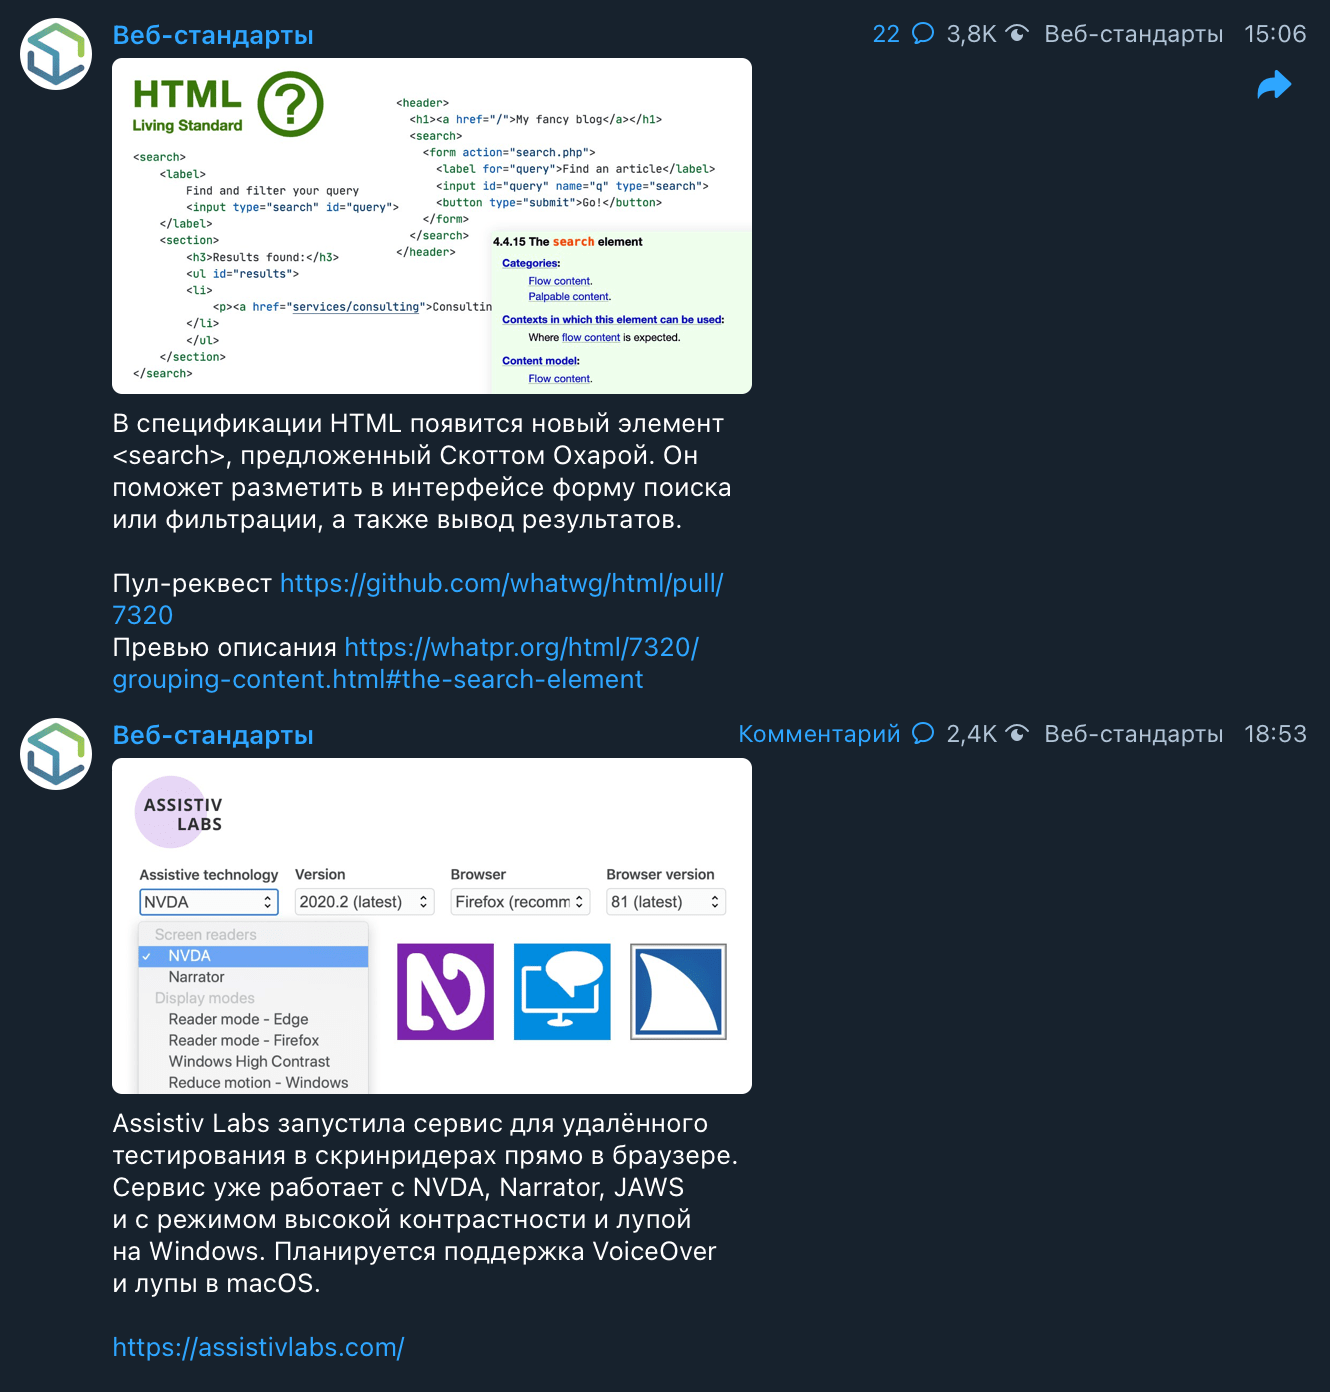 Веб-стандарты
22 3,8K Веб-стандарты 15:06
HTML
Living Standard
<search>
<label>
Find and filter your query
<input type="search" id="query">
</label>
<section>
<h3>Results found:</h3>
<ul id="results">
<li>
<p><a href="services/consulting">Consultin
</li>
</ul>
</section>
</search>
<header>
<h1><a href="/">My fancy blog</a></h1>
<search>
<form action="search.php">
<label for="query">Find an article</label>
<input id="query" name="q" type="search">
<button type="submit">Go!</button>
</form>
</search>
</header>
4.4.15 The search element
Categories:
Flow content.
Palpable content.
Contexts in which this element can be used:
Where flow content is expected.
Content model:
Flow content.
В спецификации HTML появится новый элемент
<search>, предложенный Скоттом Охарой. Он
поможет разметить в интерфейсе форму поиска
или фильтрации, а также вывод результатов.
Пул-реквест https://github.com/whatwg/html/pull/
7320
Превью описания https://whatpr.org/html/7320/
grouping-content.html#the-search-element
Веб-стандарты
Комментарий 2,4K Веб-стандарты 18:53
ASSISTIV
LABS
Assistive technology Version Browser Browser version
NVDA 2020.2 (latest) Firefox (recomm 81 (latest)
Screen readers
✓ NVDA
Narrator
Display modes
Reader mode - Edge
Reader mode - Firefox
Windows High Contrast
Reduce motion - Windows
Assistiv Labs запустила сервис для удалённого
тестирования в скринридерах прямо в браузере.
Сервис уже работает с NVDA, Narrator, JAWS
и с режимом высокой контрастности и лупой
на Windows. Планируется поддержка VoiceOver
и лупы в macOS.
https://assistivlabs.com/